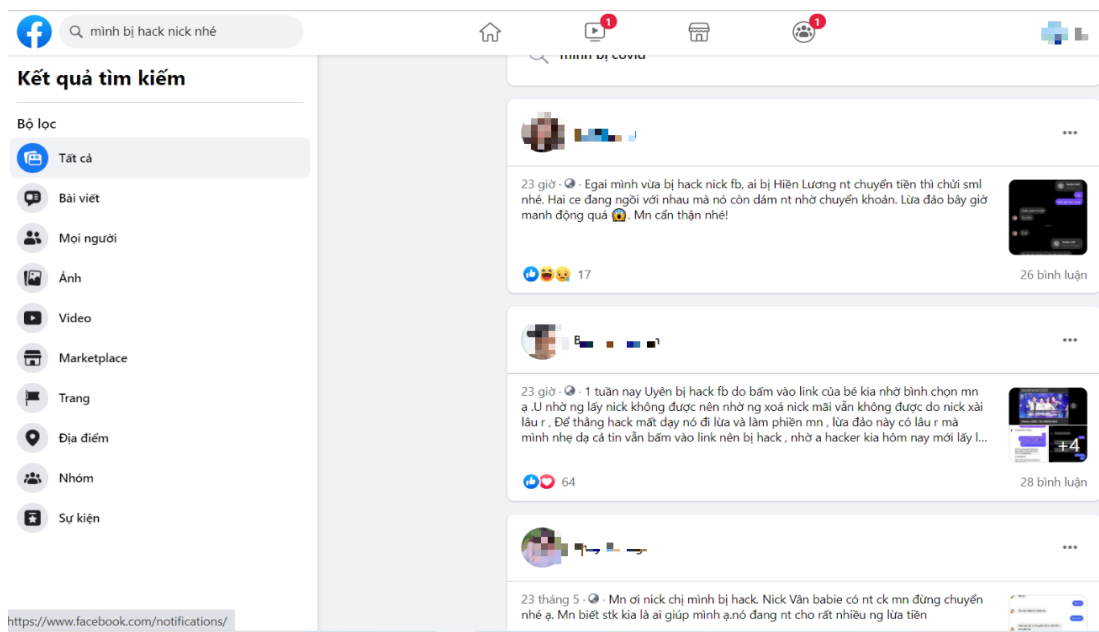 mình bị hack nick nhé
1
1
Kết quả tìm kiếm
Bộ lọc
Tất cả
Bài viết
Mọi người
Ảnh
Video
Marketplace
Trang
Địa điểm
Nhóm
Sự kiện
https://www.facebook.com/notifications/
mình bị covid
23 giờ · Egai mình vừa bị hack nick fb, ai bị Hiền Lương nt chuyển tiền thì chửi sml
nhé. Hai ce đang ngồi với nhau mà nó còn dám nt nhờ chuyển khoản. Lừa đảo bây giờ
manh động quá 😱. Mn cẩn thận nhé!
17
26 bình luận
23 giờ · 1 tuần nay Uyên bị hack fb do bấm vào link của bé kia nhờ bình chọn mn
ạ .U nhờ ng lấy nick không được nên nhờ ng xoá nick mãi vẫn không được do nick xài
lâu r , Để thằng hack mất dạy nó đi lừa và làm phiền mn , lừa đảo này có lâu r mà
mình nhẹ dạ cả tin vẫn bấm vào link nên bị hack , nhờ a hacker kia hôm nay mới lấy l...
+4
64
28 bình luận
23 tháng 5 · Mn ơi nick chị mình bị hack. Nick Vân babie có nt ck mn đừng chuyển
nhé ạ. Mn biết stk kia là ai giúp mình ạ,nó đang nt cho rất nhiều ng lừa tiền